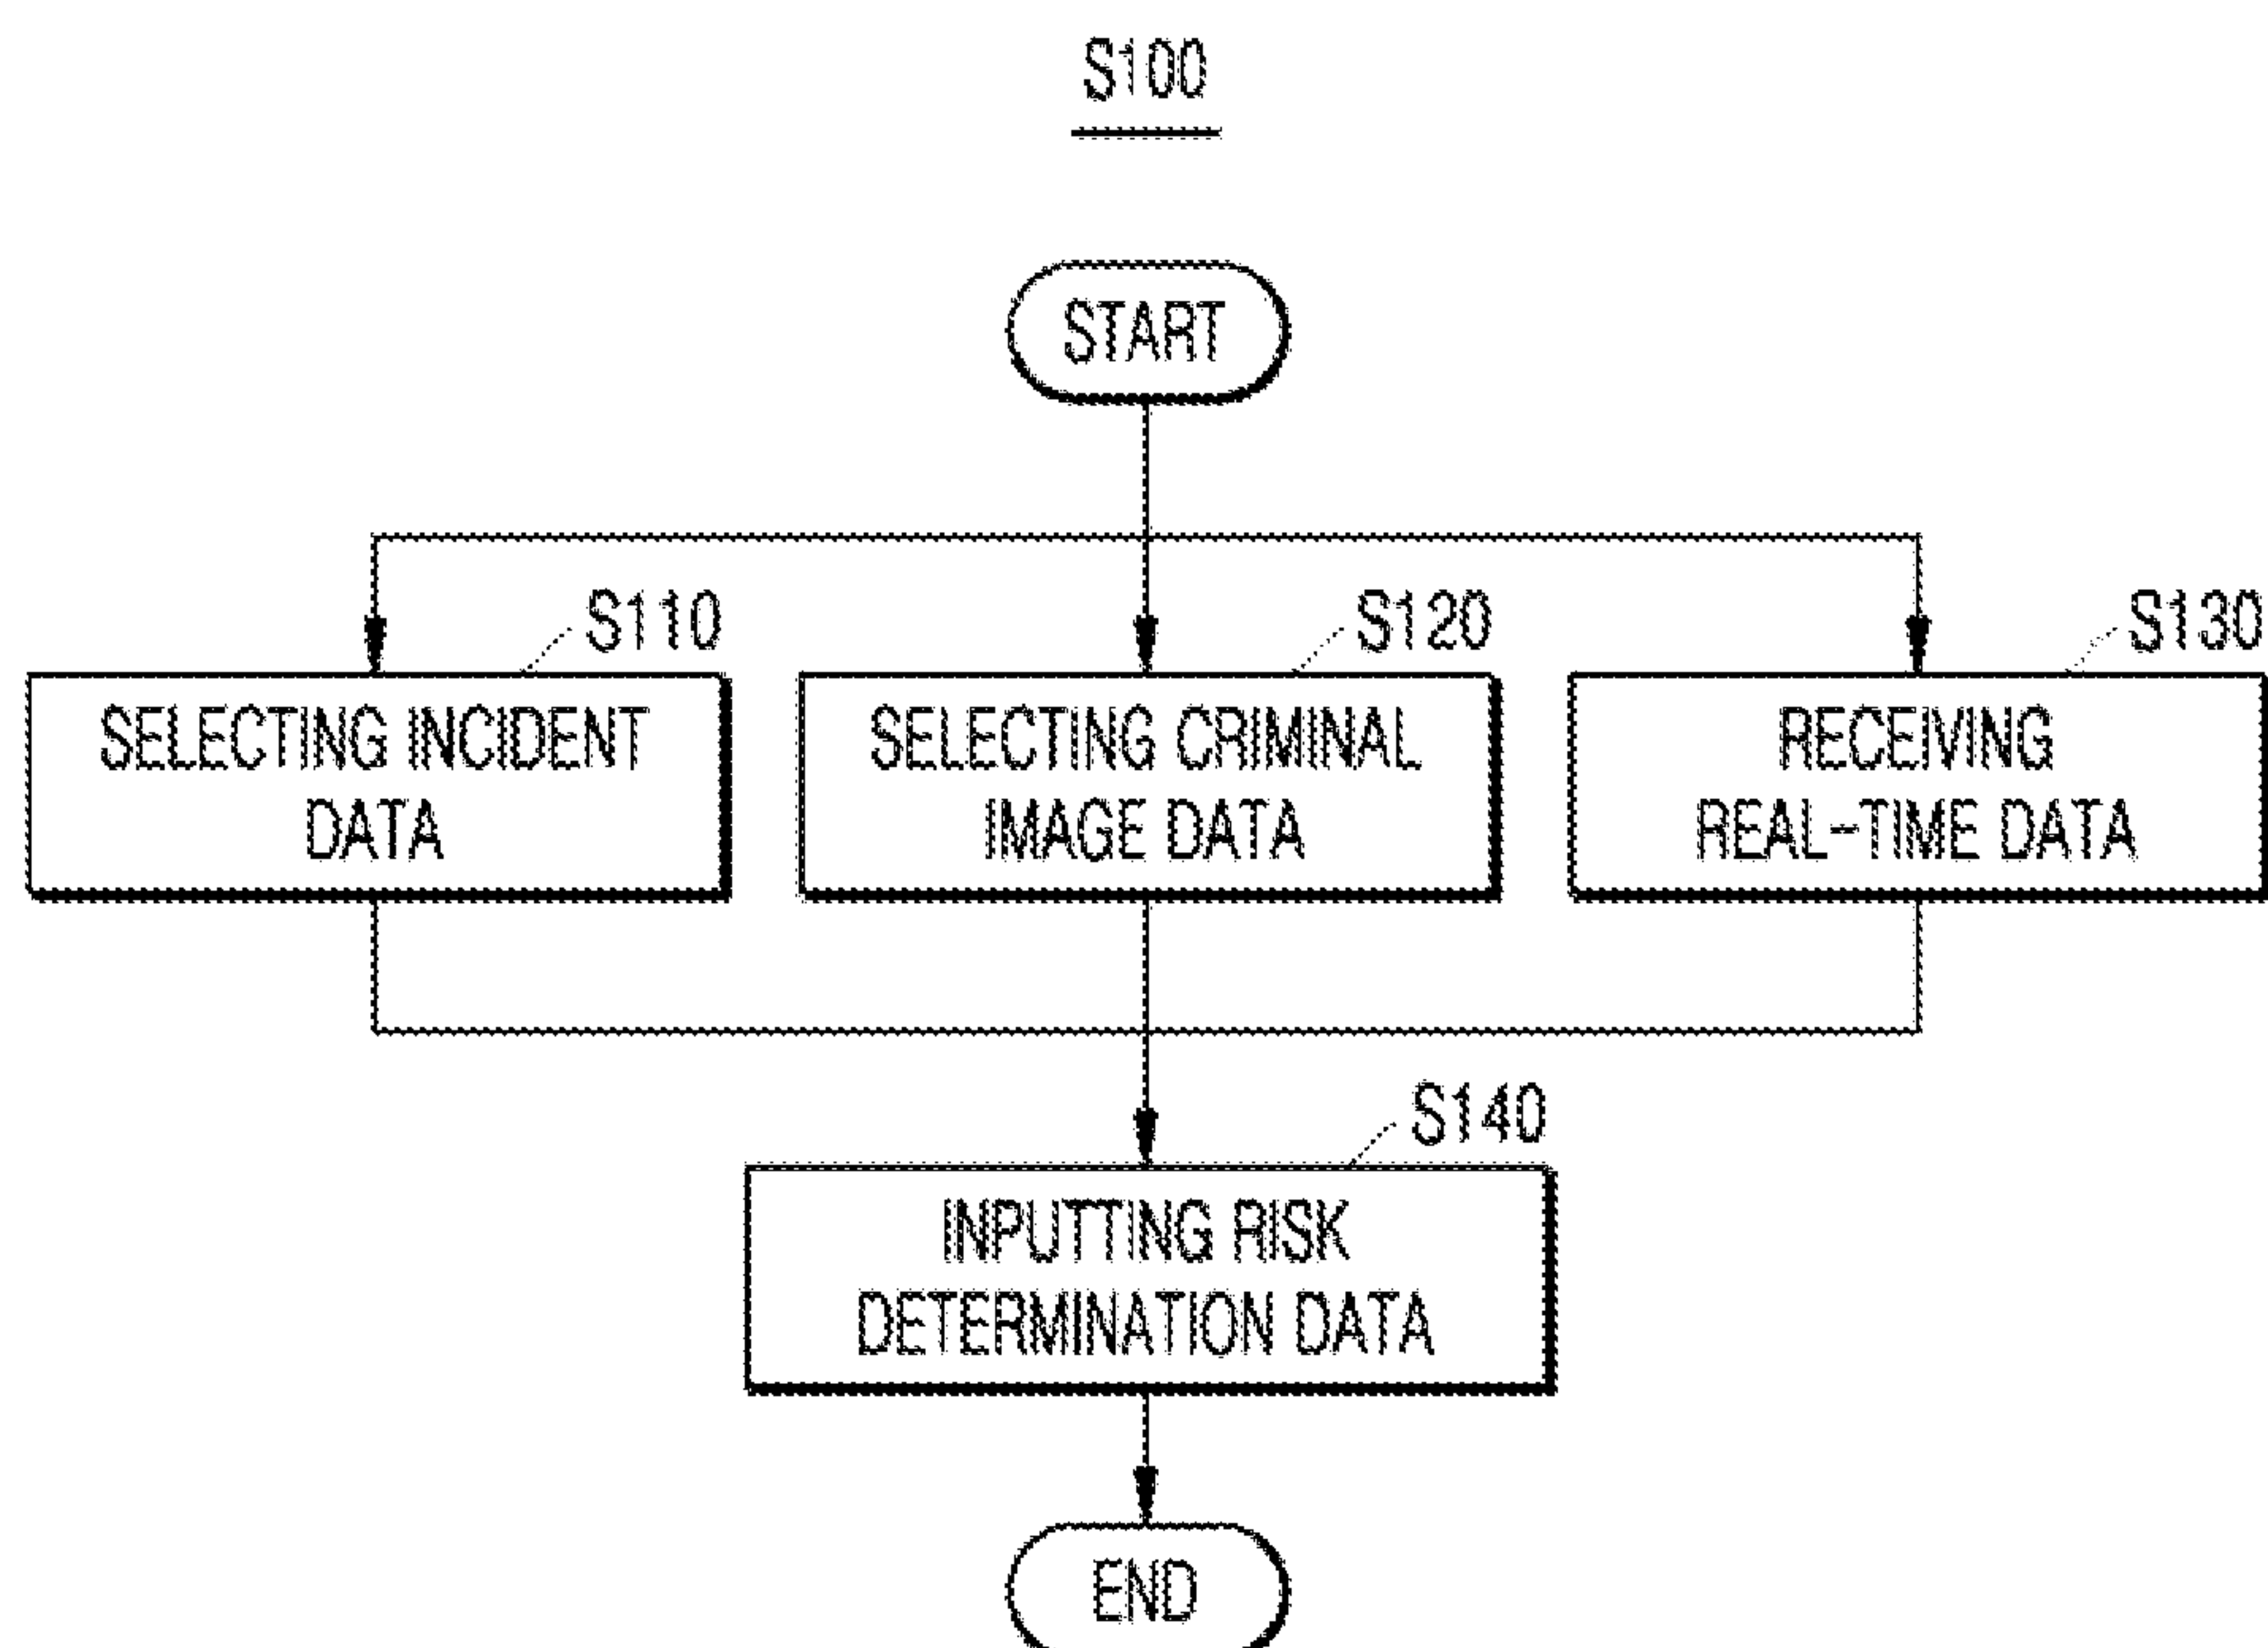 S100
START
S110
S120
S130
SELECTING INCIDENT
DATA
SELECTING CRIMINAL
IMAGE DATA
RECEIVING
REAL-TIME DATA
S140
INPUTTING RISK
DETERMINATION DATA
END